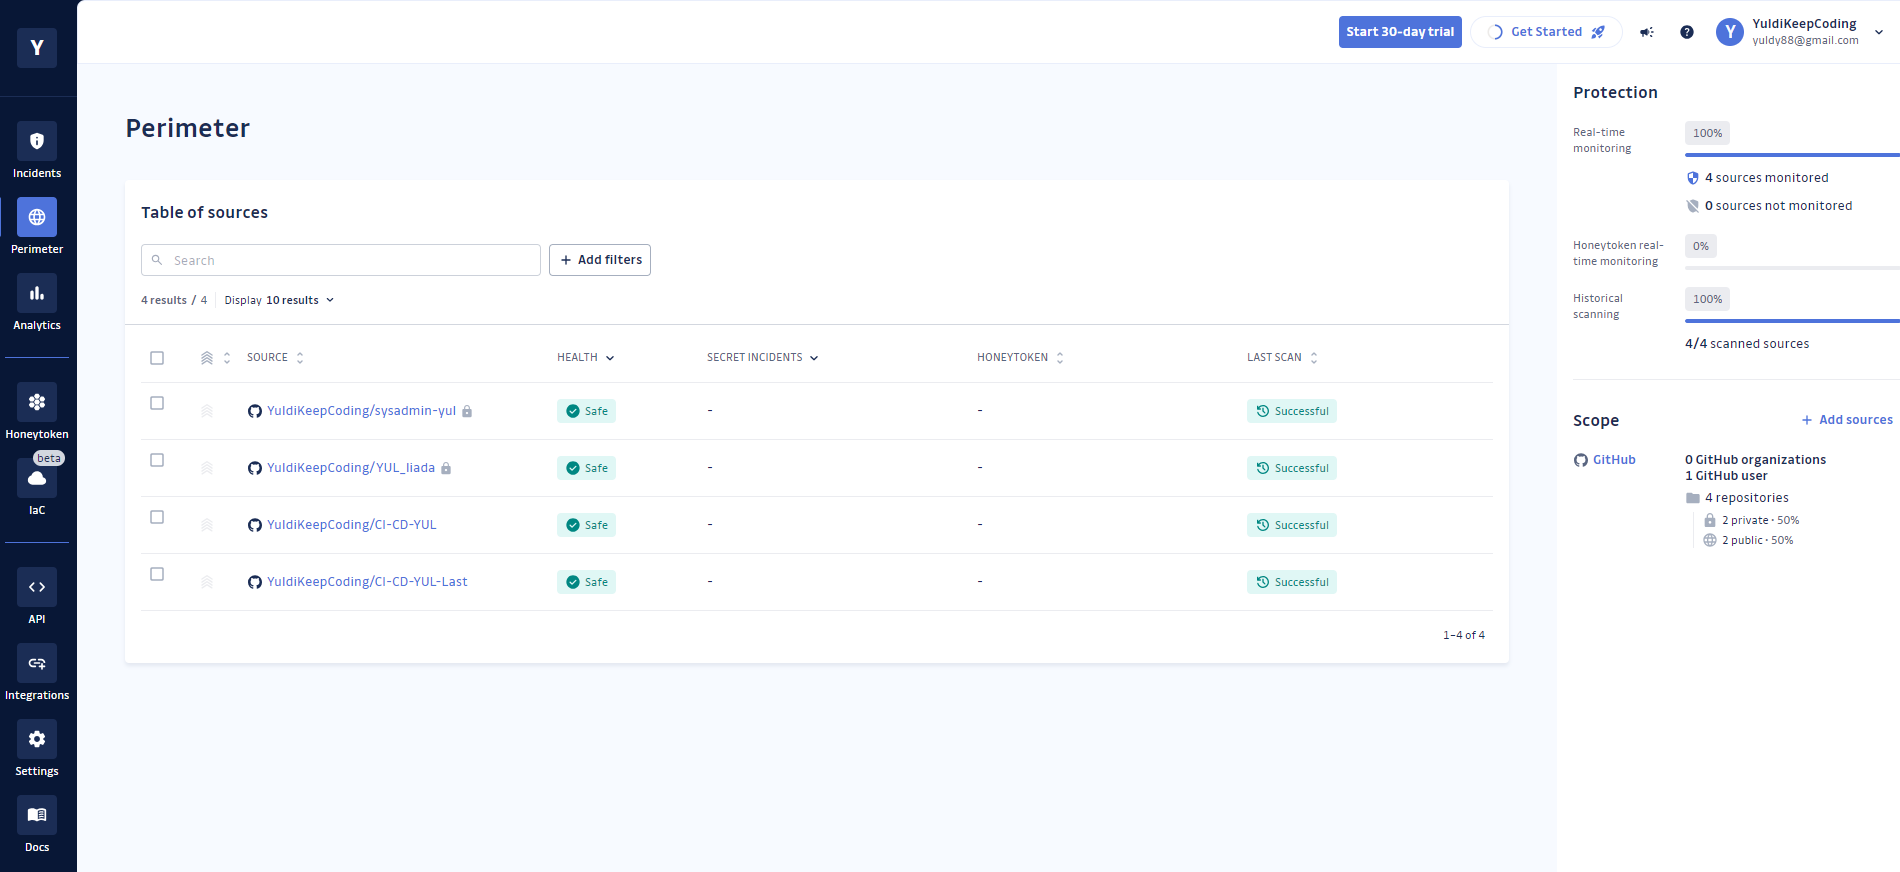 Y
Start 30-day trial
Get Started
?
Y
YuldiKeepCoding
yuldy88@gmail.com
Incidents
Perimeter
Analytics
Honeytoken
beta
IaC
API
Integrations
Settings
Docs
Perimeter
Table of sources
Search
+ Add filters
4 results / 4
Display 10 results
SOURCE HEALTH SECRET INCIDENTS HONEYTOKEN LAST SCAN
YuldiKeepCoding/sysadmin-yul Safe - - Successful
YuldiKeepCoding/YUL_liada Safe - - Successful
YuldiKeepCoding/CI-CD-YUL Safe - - Successful
YuldiKeepCoding/CI-CD-YUL-Last Safe - - Successful
1-4 of 4
Protection
Real-time
monitoring
100%
4 sources monitored
0 sources not monitored
Honeytoken real-
time monitoring
0%
Historical
scanning
100%
4/4 scanned sources
Scope
+ Add sources
GitHub
0 GitHub organizations
1 GitHub user
4 repositories
2 private • 50%
2 public • 50%